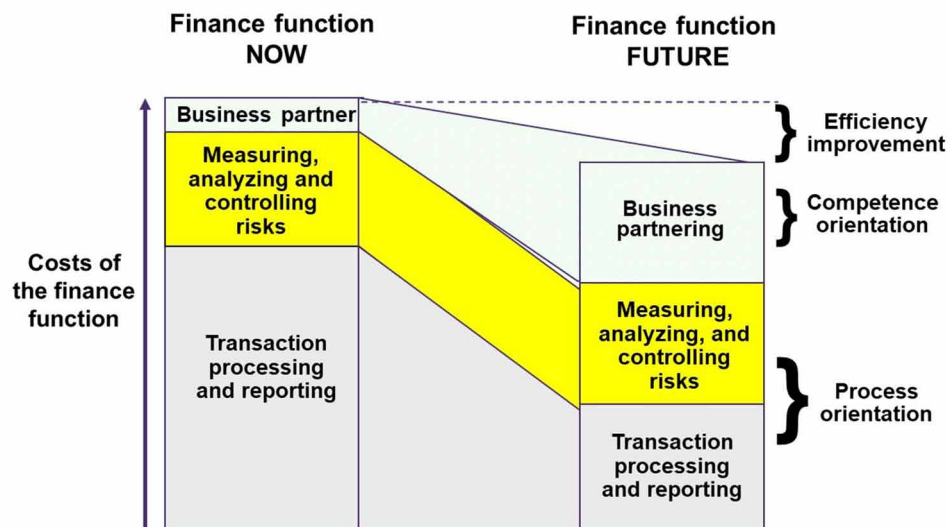 Finance function
NOW
Finance function
FUTURE
Business partner
Measuring,
analyzing and
controlling
risks
Transaction
processing
and reporting
Costs of
the finance
function
Business
partnering
Measuring,
analyzing, and
controlling
risks
Transaction
processing
and reporting
Efficiency
improvement
Competence
orientation
Process
orientation